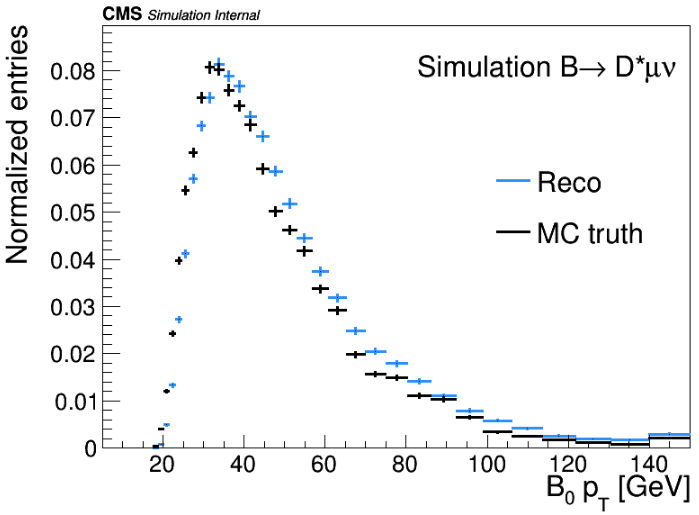 CMS Simulation Internal
Simulation B→ D*μν
Reco
MC truth
Normalized entries
0.08
0.07
0.06
0.05
0.04
0.03
0.02
0.01
0
20 40 60 80 100 120 140
B₀ p_T [GeV]